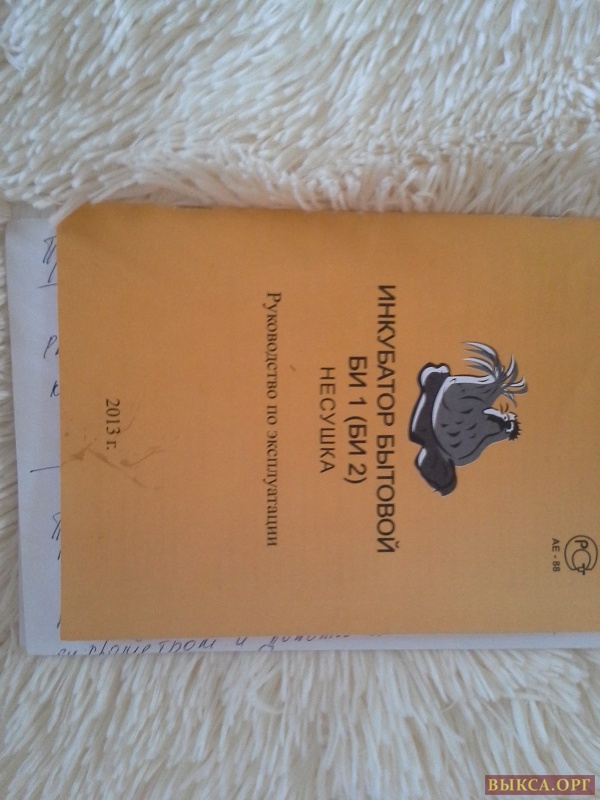 РСТ
АЕ - 88
ИНКУБАТОР БЫТОВОЙ
БИ 1 (БИ 2)
НЕСУШКА
Руководство по эксплуатации
2013 г.
ВЫКСА.ОРГ